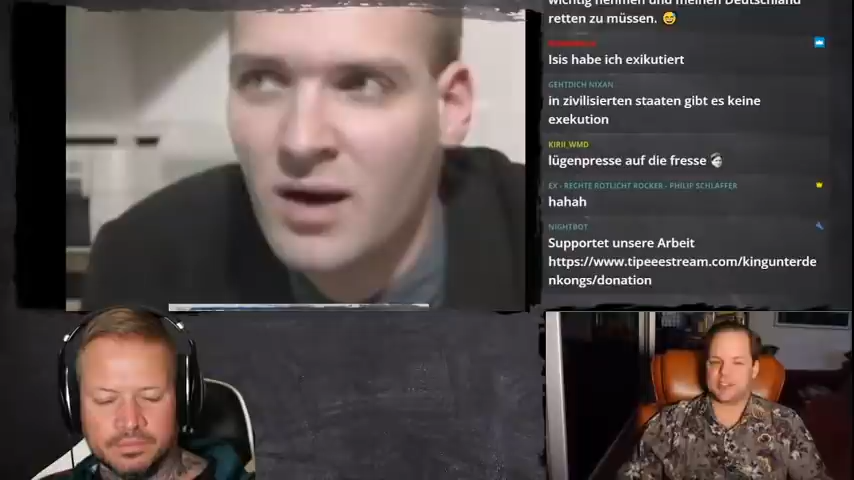 wichtig nehmen und meinen Deutschland
retten zu müssen.
Isis habe ich exikutiert
GEHTDICH NIXAN
in zivilisierten staaten gibt es keine
exekution
KIRII_WMD
lügenpresse auf die fresse
EX - RECHTE ROTLICHT ROCKER - PHILIP SCHLAFFER
hahah
NIGHTBOT
Supportet unsere Arbeit
https://www.tipeeestream.com/kingunterde
nkongs/donation